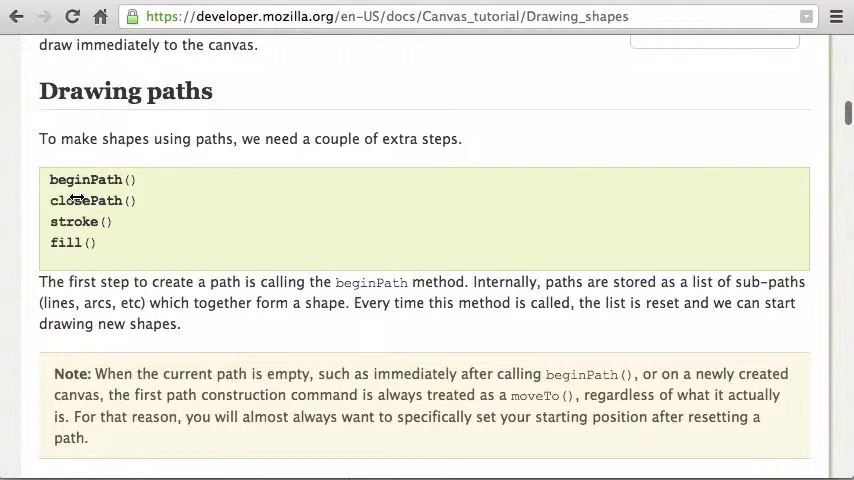 https://developer.mozilla.org/en-US/docs/Canvas_tutorial/Drawing_shapes
draw immediately to the canvas.
Drawing paths
To make shapes using paths, we need a couple of extra steps.
beginPath()
closePath()
stroke()
fill()
The first step to create a path is calling the beginPath method. Internally, paths are stored as a list of sub-paths
(lines, arcs, etc) which together form a shape. Every time this method is called, the list is reset and we can start
drawing new shapes.
Note: When the current path is empty, such as immediately after calling beginPath(), or on a newly created
canvas, the first path construction command is always treated as a moveTo(), regardless of what it actually
is. For that reason, you will almost always want to specifically set your starting position after resetting a
path.